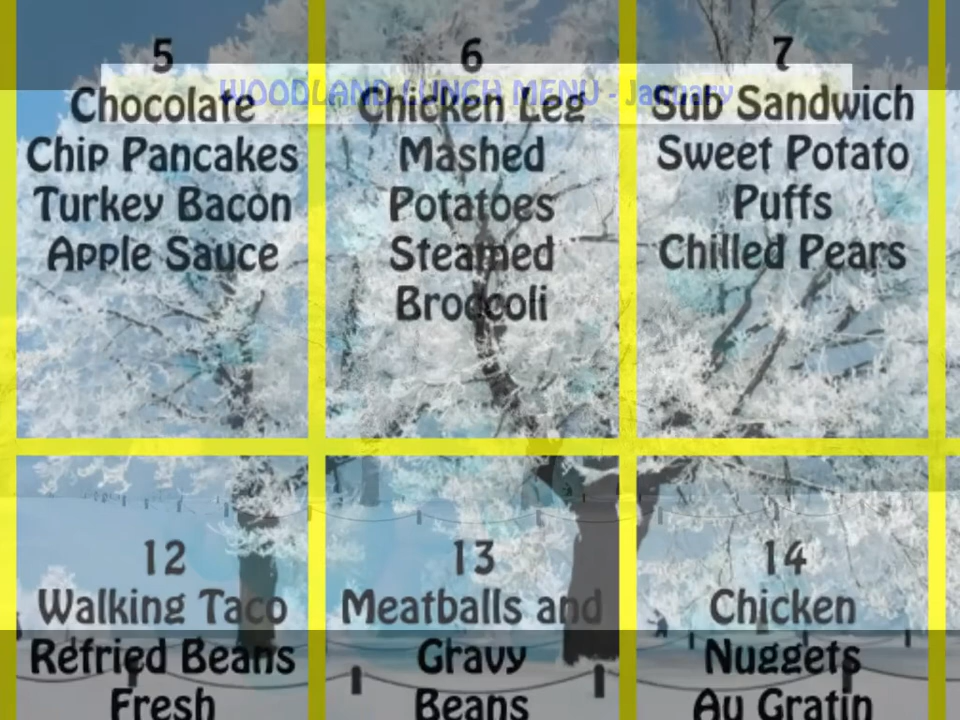 5
6
7
WOODLAND LUNCH MENU - January
Chocolate
Chip Pancakes
Turkey Bacon
Apple Sauce
Chicken Leg
Mashed
Potatoes
Steamed
Broccoli
Sub Sandwich
Sweet Potato
Puffs
Chilled Pears
12
Walking Taco
Refried Beans
Fresh
13
Meatballs and
Gravy
Beans
14
Chicken
Nuggets
Au Gratin